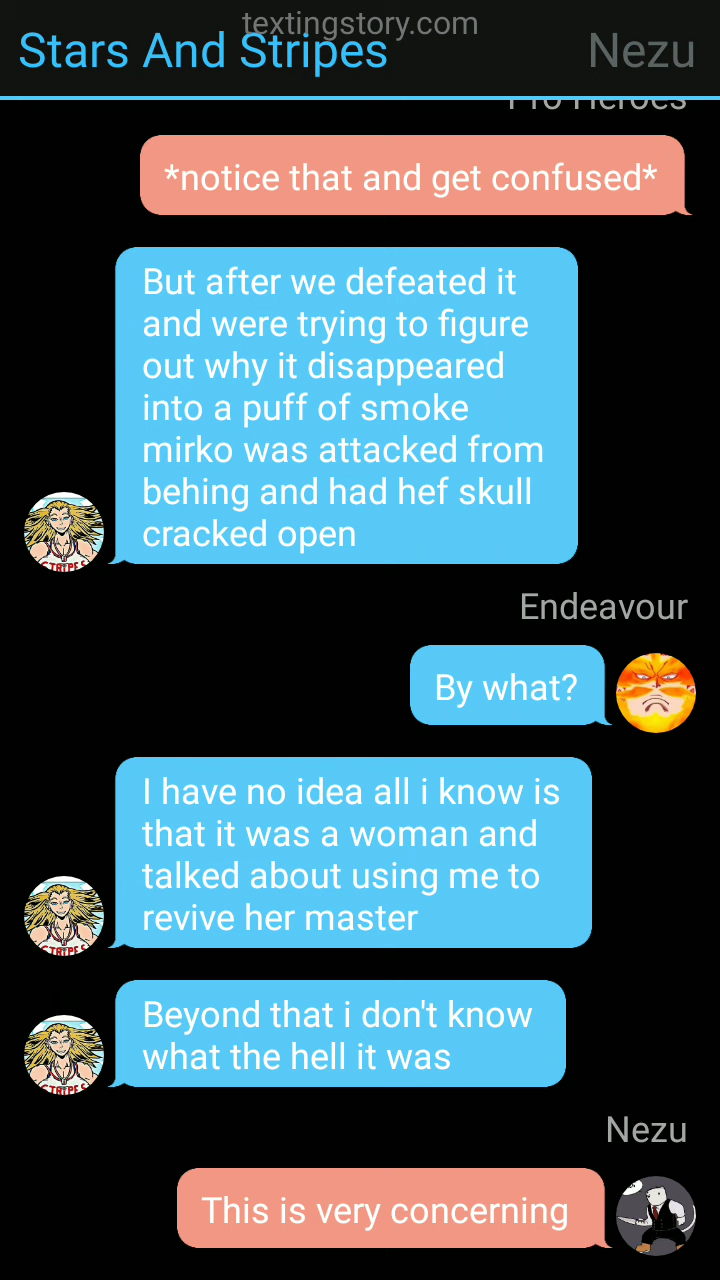 textingstory.com
Stars And Stripes
Nezu
Pro Heroes
*notice that and get confused*
But after we defeated it
and were trying to figure
out why it disappeared
into a puff of smoke
mirko was attacked from
behing and had hef skull
cracked open
Endeavour
By what?
I have no idea all i know is
that it was a woman and
talked about using me to
revive her master
Beyond that i don't know
what the hell it was
Nezu
This is very concerning